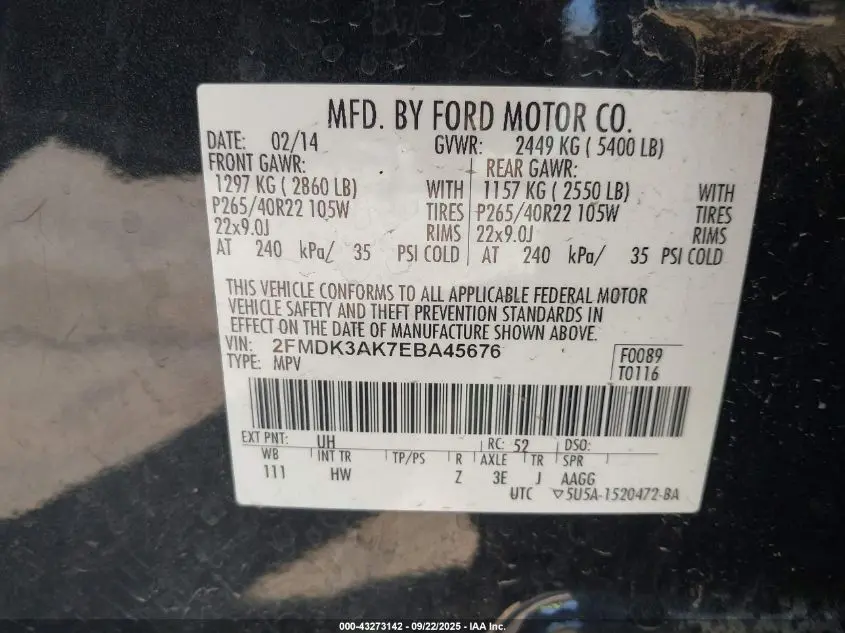 MFD. BY FORD MOTOR CO.
DATE: 02/14 GVWR: 2449 KG ( 5400 LB)
FRONT GAWR: REAR GAWR:
1297 KG ( 2860 LB) WITH 1157 KG ( 2550 LB) WITH
P265/40R22 105W TIRES P265/40R22 105W TIRES
22x9.0J RIMS 22x9.0J RIMS
AT 240 kPa/ 35 PSI COLD AT 240 kPa/ 35 PSI COLD
THIS VEHICLE CONFORMS TO ALL APPLICABLE FEDERAL MOTOR
VEHICLE SAFETY AND THEFT PREVENTION STANDARDS IN
EFFECT ON THE DATE OF MANUFACTURE SHOWN ABOVE.
VIN: 2FMDK3AK7EBA45676 F0089
TYPE: MPV T0116
EXT PNT: UH RC: 52 DSO:
WB INT TR TP/PS R AXLE TR SPR
111 HW Z 3E J AAGG
UTC ▽5U5A-1520472-BA
000-43273142 - 09/22/2025 - IAA Inc.